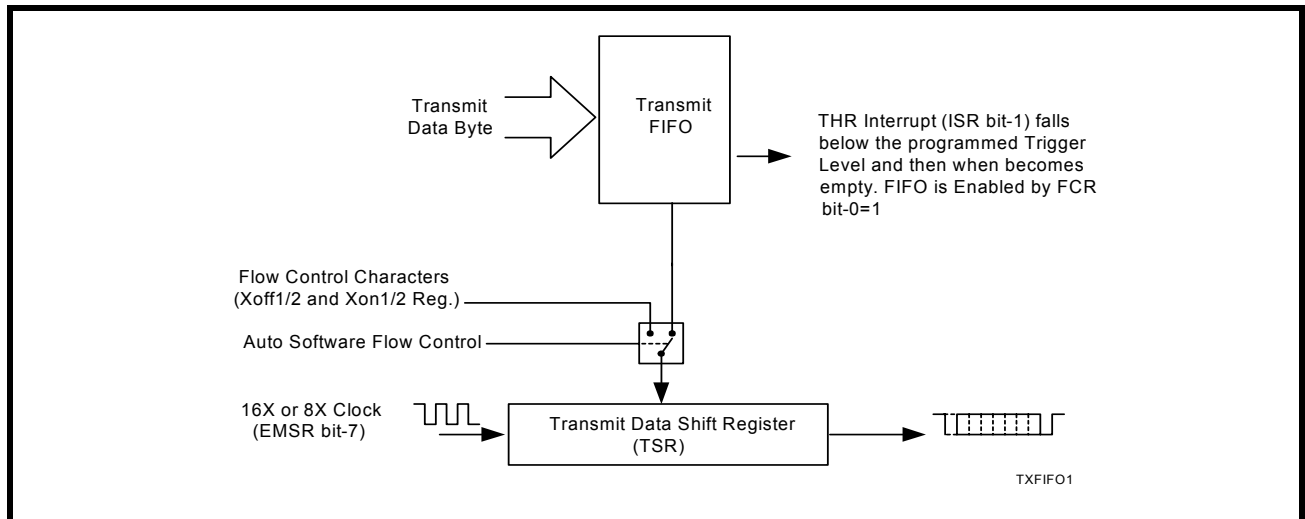 Transmit
Data Byte
Transmit
FIFO
THR Interrupt (ISR bit-1) falls
below the programmed Trigger
Level and then when becomes
empty. FIFO is Enabled by FCR
bit-0=1
Flow Control Characters
(Xoff1/2 and Xon1/2 Reg.)
Auto Software Flow Control
16X or 8X Clock
(EMSR bit-7)
Transmit Data Shift Register
(TSR)
TXFIFO1